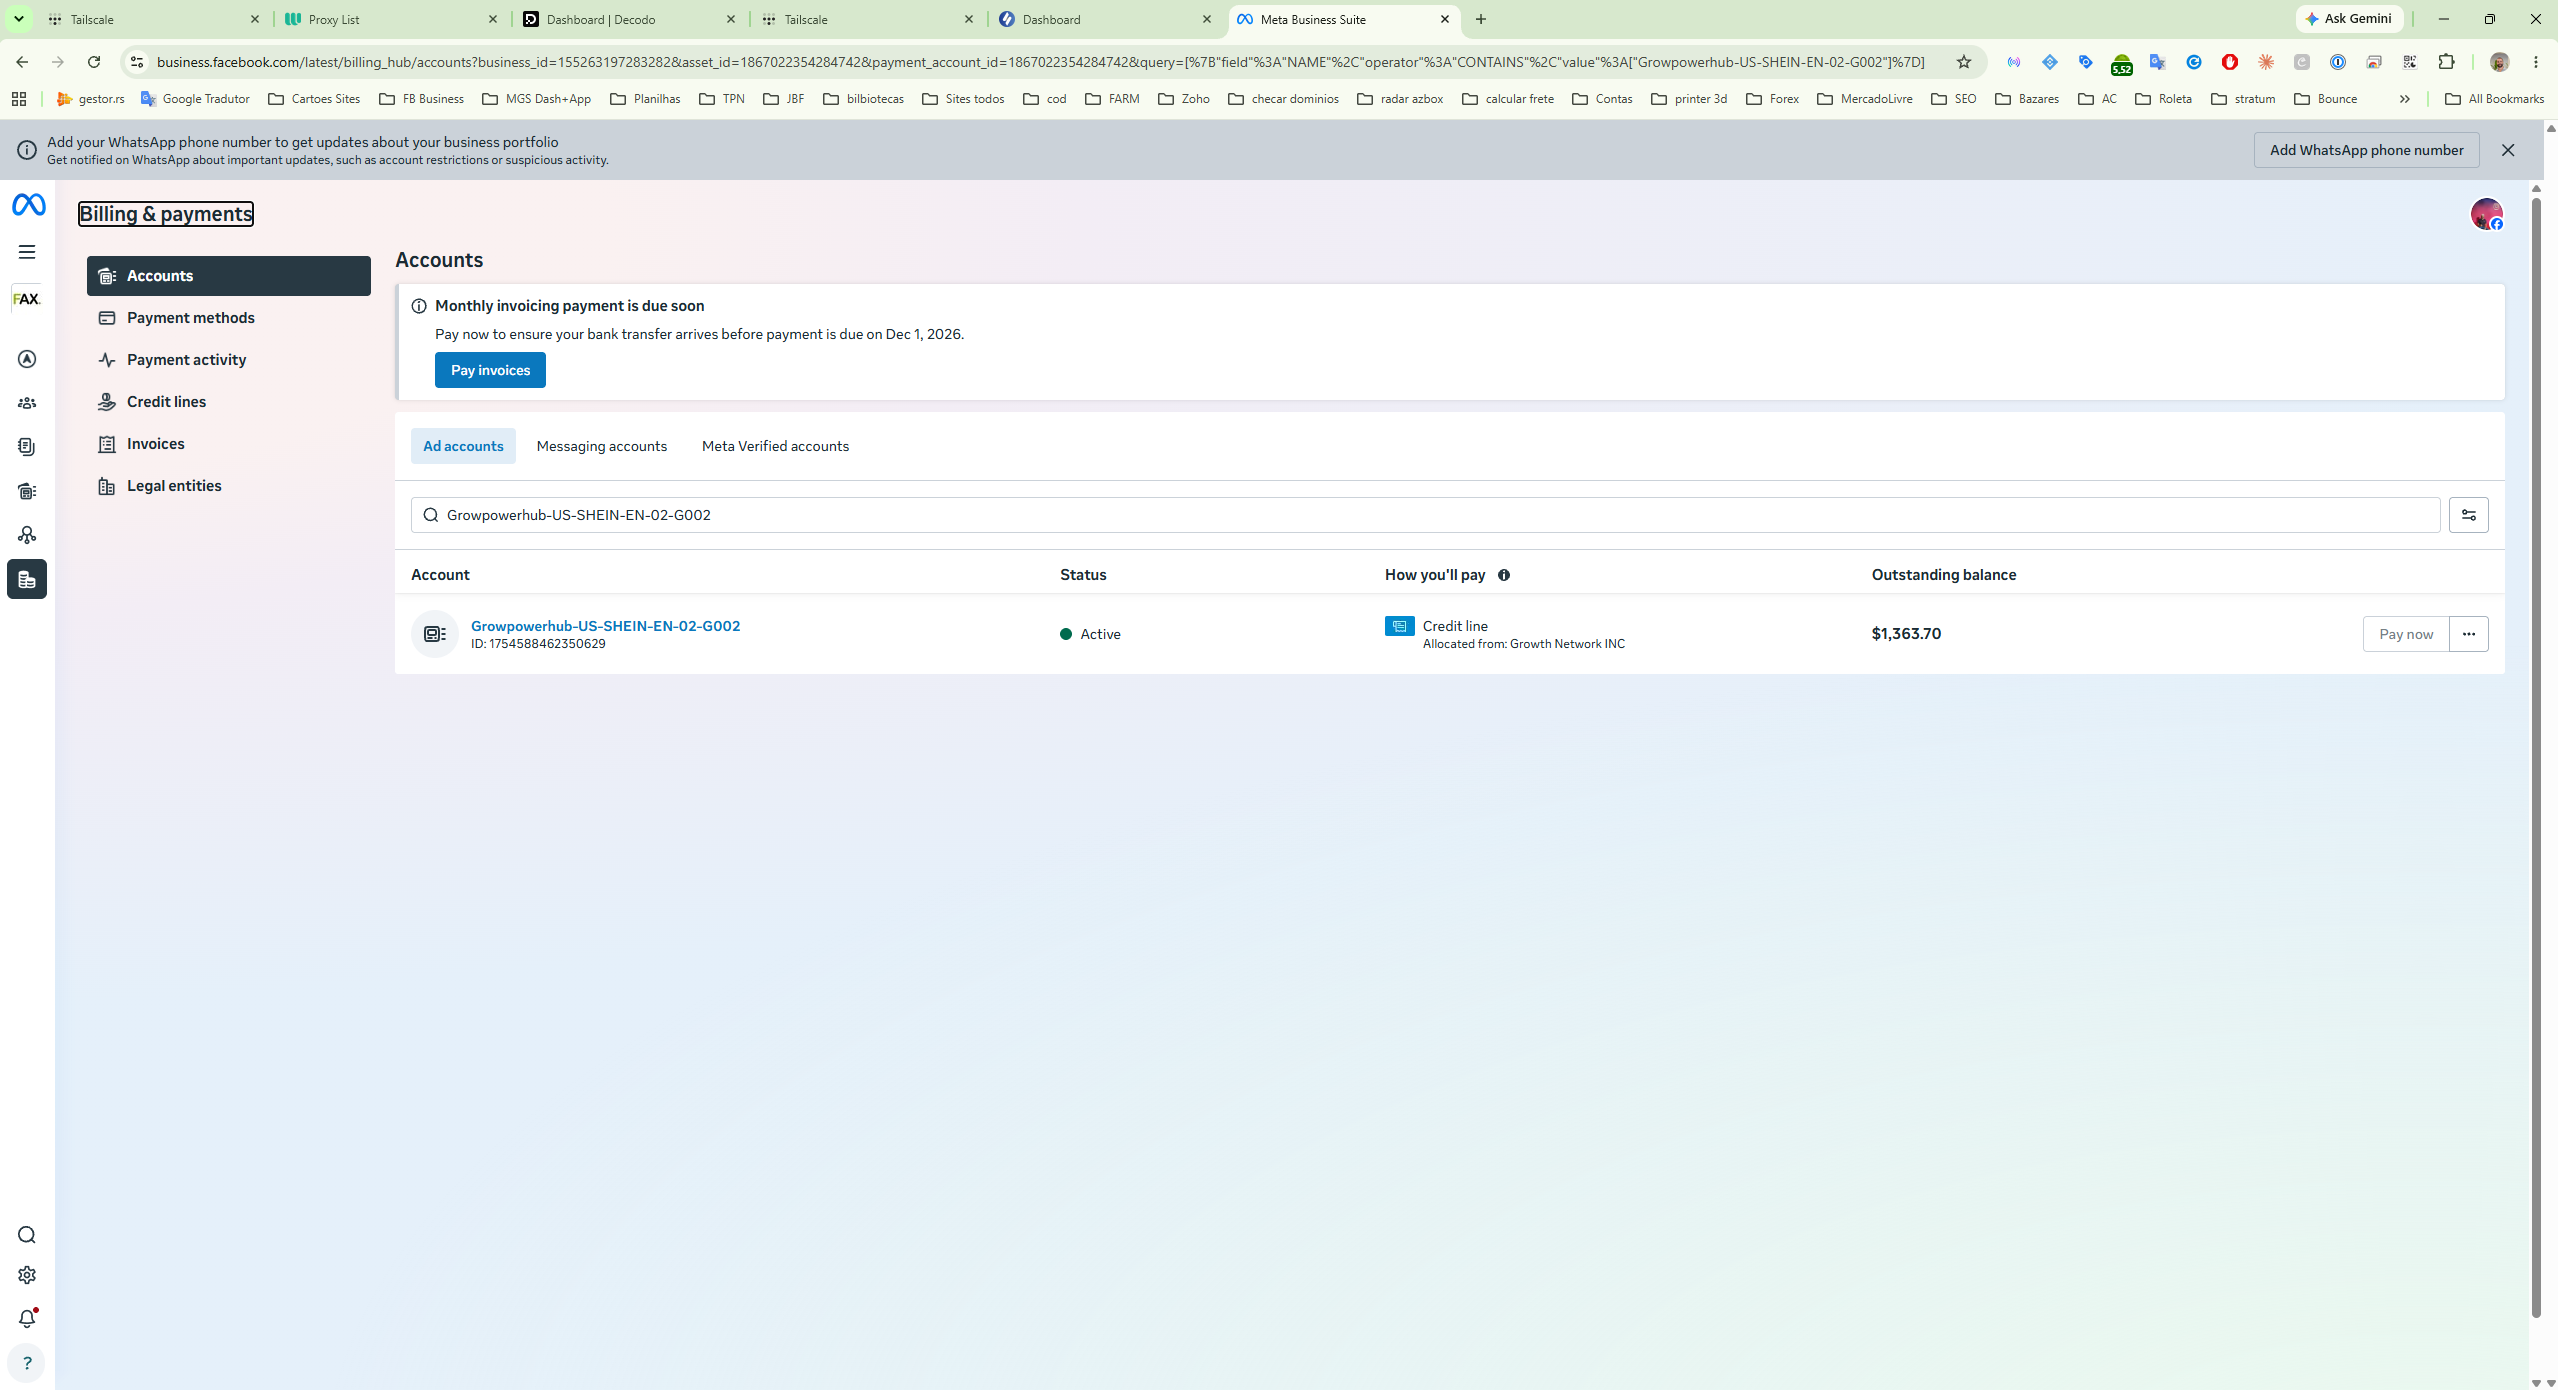 Tailscale
Proxy List
Dashboard | Decodo
Tailscale
Dashboard
Meta Business Suite
Ask Gemini
business.facebook.com/latest/billing_hub/accounts?business_id=155263197283282&asset_id=1867022354284742&payment_account_id=1867022354284742&query=[%7B"field"%3A"NAME"%2C"operator"%3A"CONTAINS"%2C"value"%3A["Growpowerhub-US-SHEIN-EN-02-G002"]%7D]
5,52
gestor.rs
Google Tradutor
Cartoes Sites
FB Business
MGS Dash+App
Planilhas
TPN
JBF
bilbiotecas
Sites todos
cod
FARM
Zoho
checar dominios
radar azbox
calcular frete
Contas
printer 3d
Forex
MercadoLivre
SEO
Bazares
AC
Roleta
stratum
Bounce
All Bookmarks
Add your WhatsApp phone number to get updates about your business portfolio
Get notified on WhatsApp about important updates, such as account restrictions or suspicious activity.
Add WhatsApp phone number
Billing & payments
FAX.
Accounts
Payment methods
Payment activity
Credit lines
Invoices
Legal entities
Accounts
Monthly invoicing payment is due soon
Pay now to ensure your bank transfer arrives before payment is due on Dec 1, 2026.
Pay invoices
Ad accounts
Messaging accounts
Meta Verified accounts
Growpowerhub-US-SHEIN-EN-02-G002
Account
Status
How you'll pay
Outstanding balance
Growpowerhub-US-SHEIN-EN-02-G002
ID: 1754588462350629
Active
Credit line
Allocated from: Growth Network INC
$1,363.70
Pay now